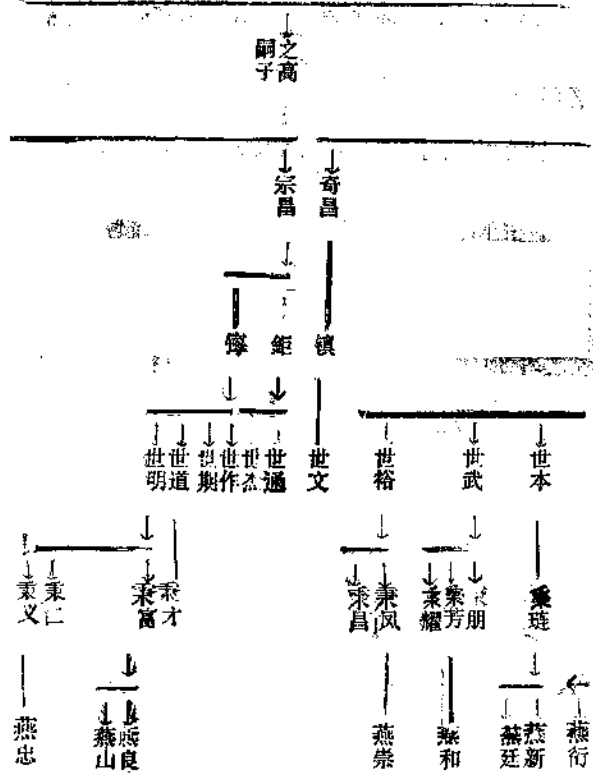 之高
嗣子
奇昌
宗昌
镇
鉅
世本
世武
世裕
世文
世通
世杰
世作
世期
世道
世明
秉琏
秉芳
秉耀
秉凤
秉昌
秉才
秉富
秉仁
秉义
燕衍
燕新
燕廷
燕和
燕崇
燕良
燕山
燕忠